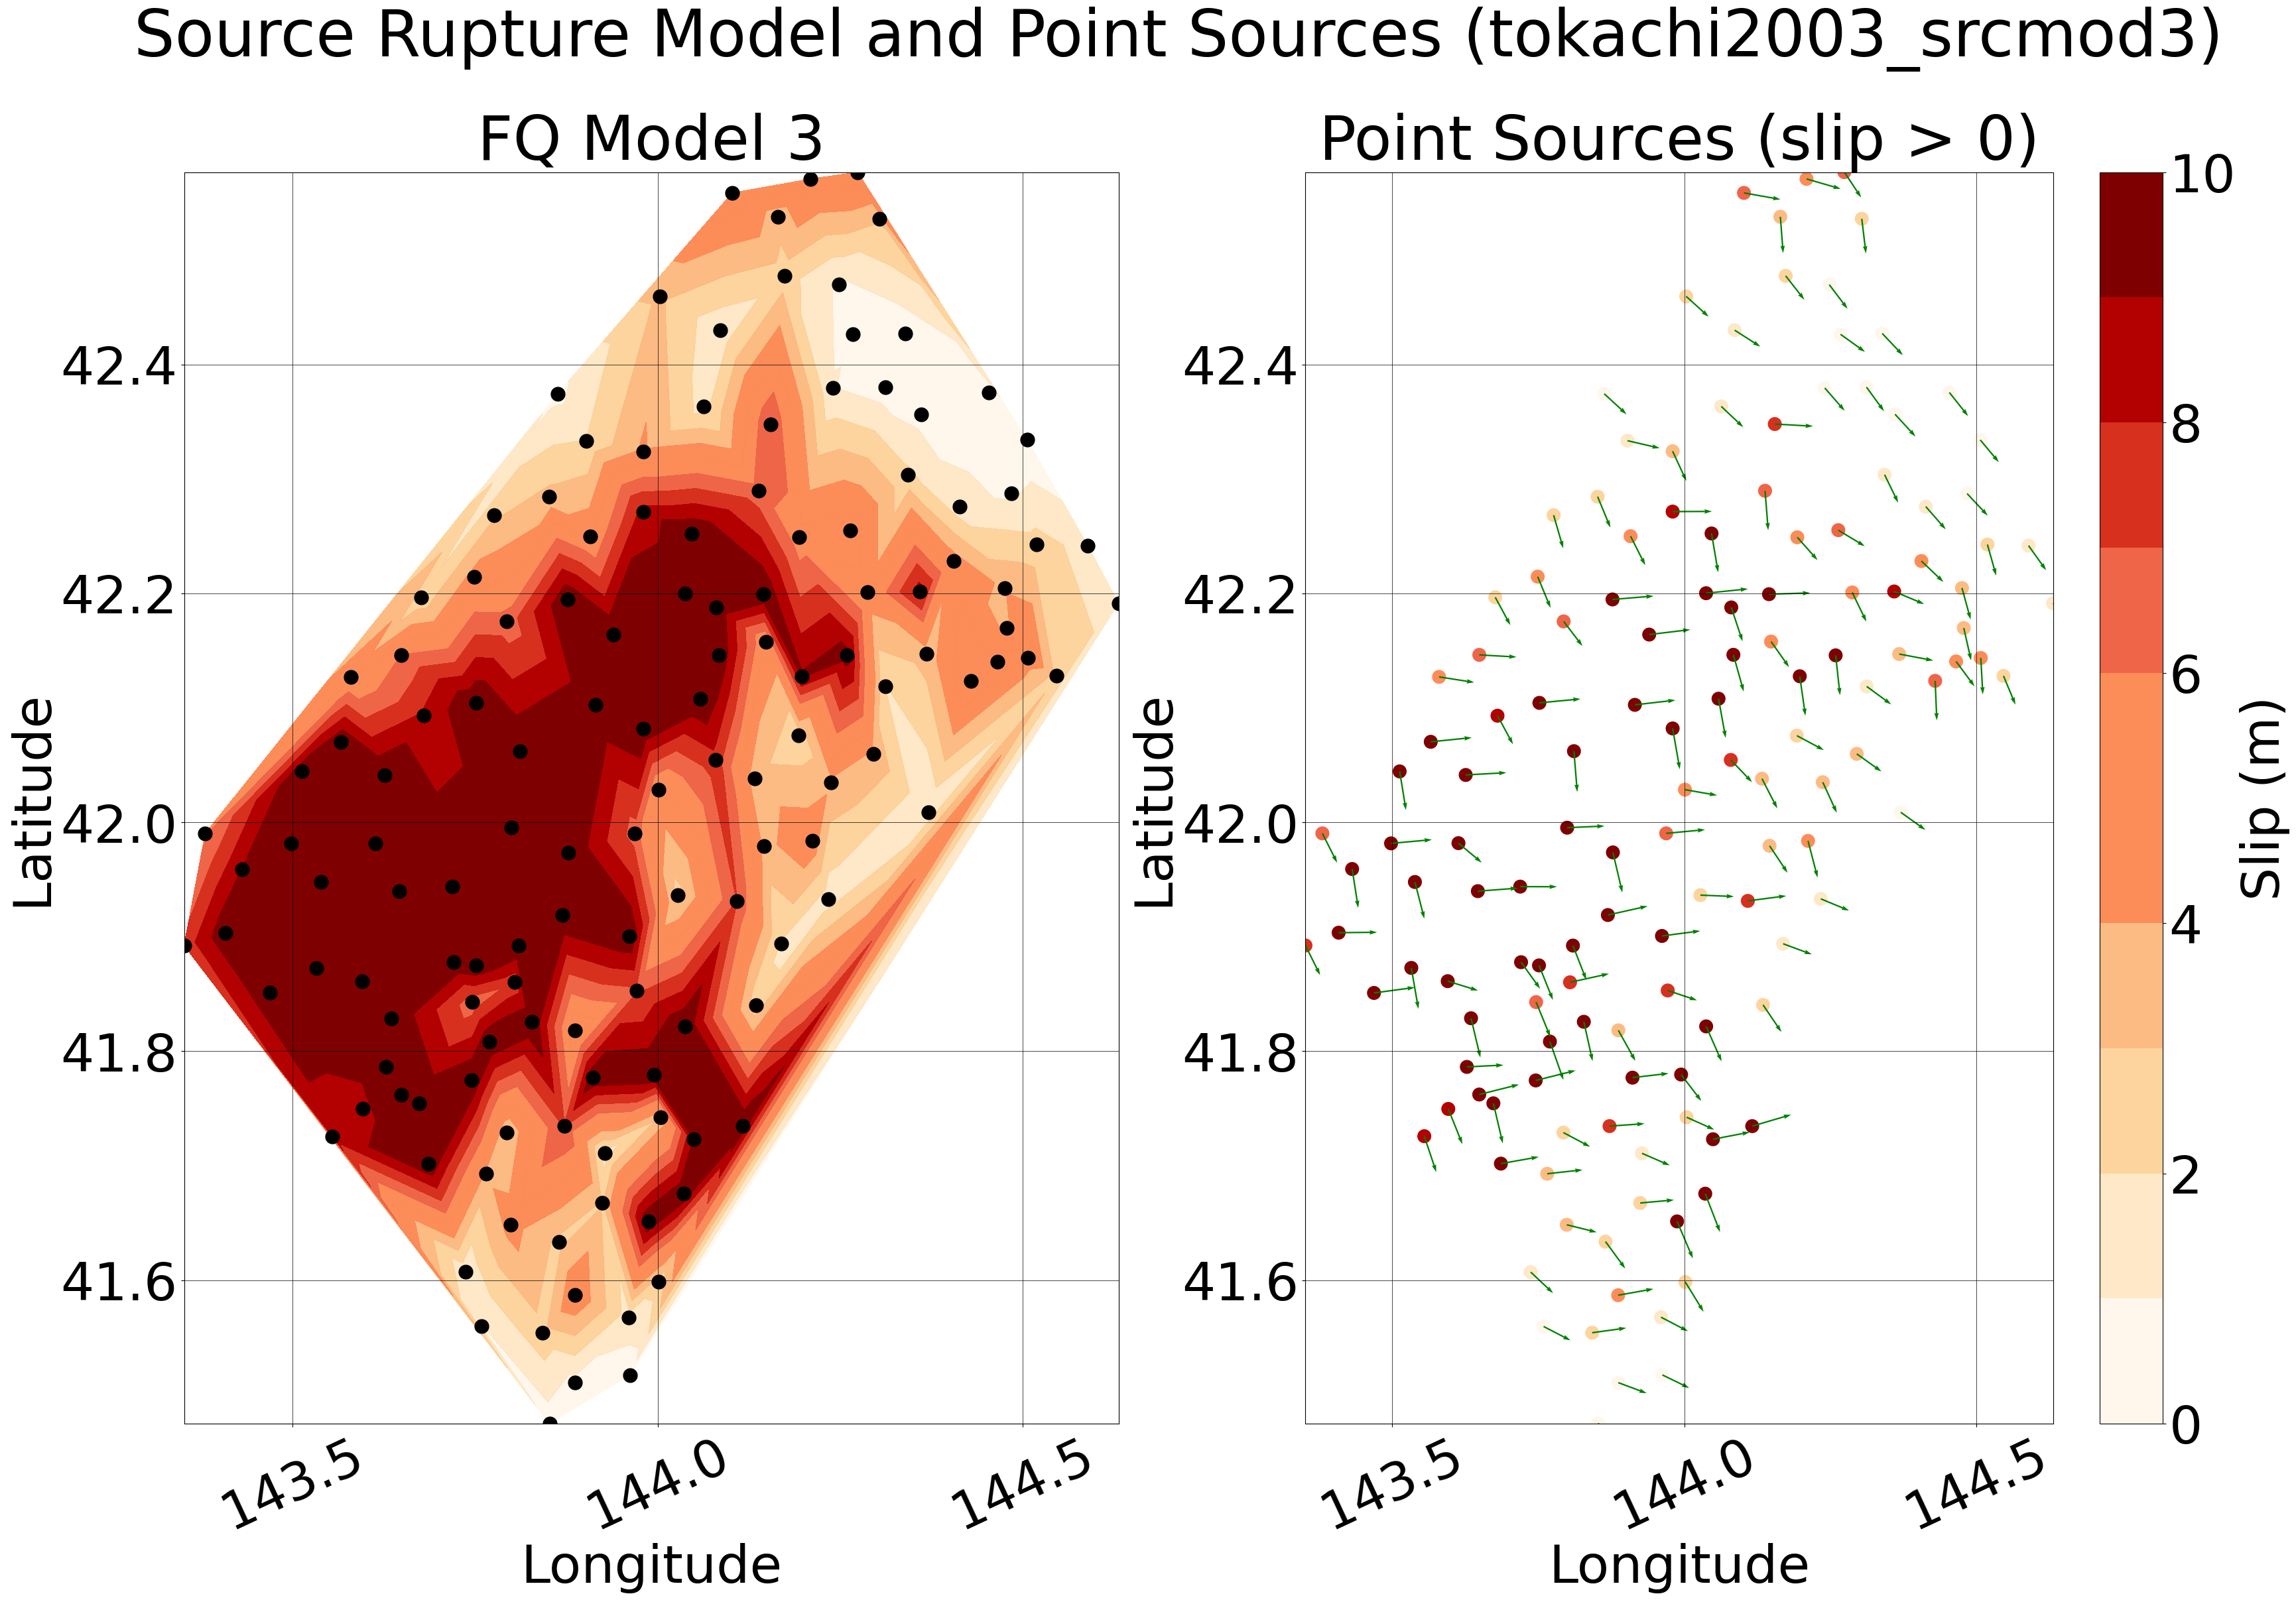 Source Rupture Model and Point Sources (tokachi2003_srcmod3)
FQ Model 3
Latitude
42.4
42.2
42.0
41.8
41.6
143.5
144.0
144.5
Longitude
Point Sources (slip > 0)
Latitude
42.4
42.2
42.0
41.8
41.6
143.5
144.0
144.5
Longitude
10
8
6
4
2
0
Slip (m)